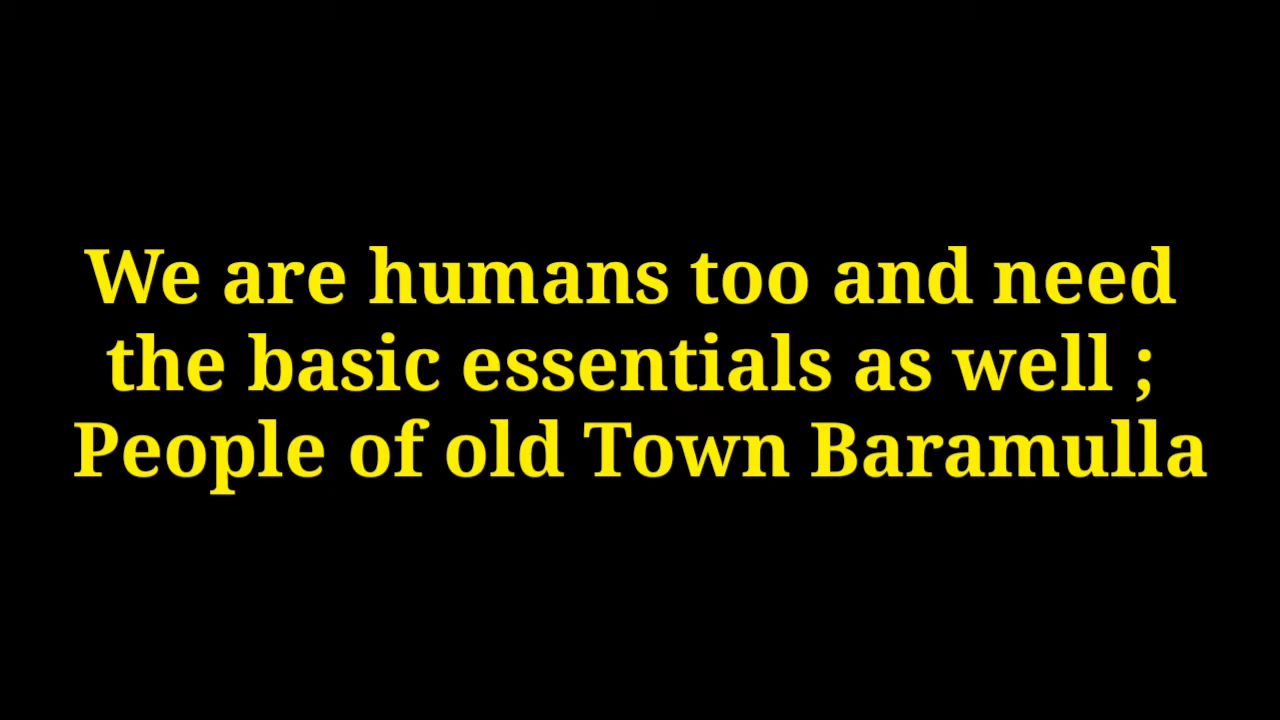 We are humans too and need
the basic essentials as well ;
People of old Town Baramulla